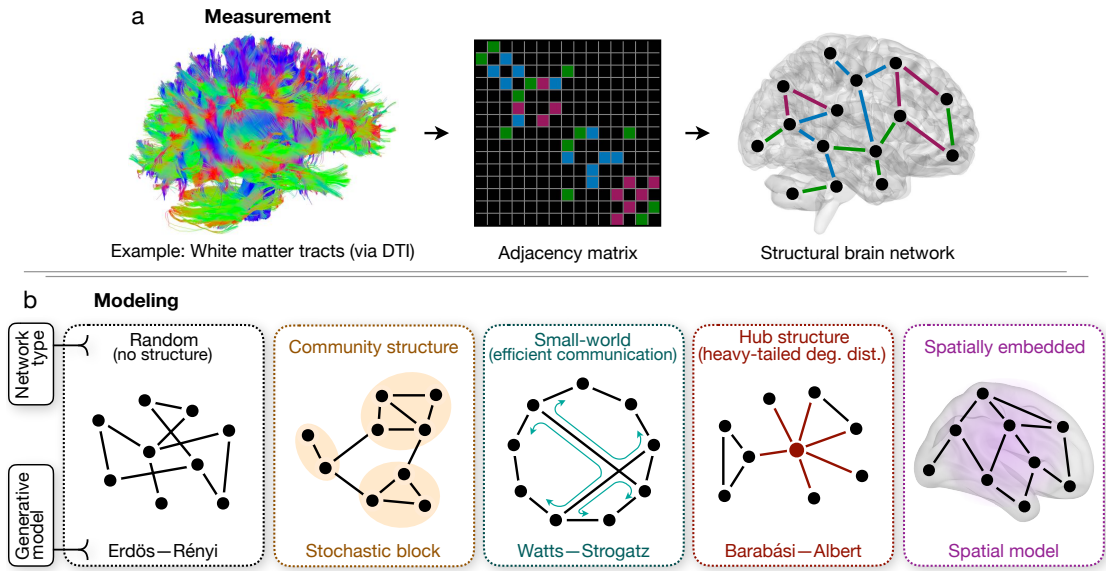 a
Measurement
Example: White matter tracts (via DTI)
Adjacency matrix
Structural brain network
b
Modeling
Network
type
Random
(no structure)
Community structure
Small-world
(efficient communication)
Hub structure
(heavy-tailed deg. dist.)
Spatially embedded
Generative
model
Erdös—Rényi
Stochastic block
Watts—Strogatz
Barabási—Albert
Spatial model